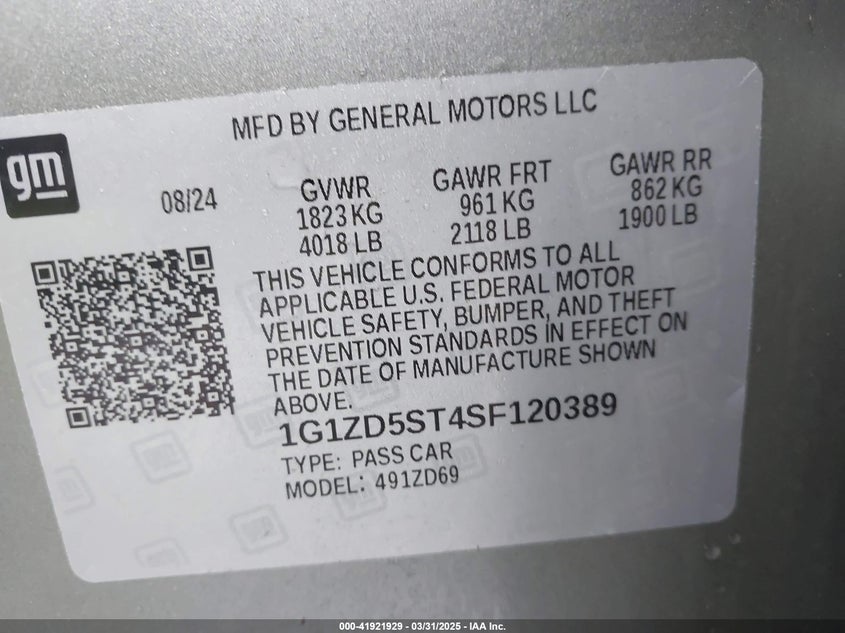 MFD BY GENERAL MOTORS LLC
gm
08/24
GVWR
1823 KG
4018 LB
GAWR FRT
961 KG
2118 LB
GAWR RR
862 KG
1900 LB
THIS VEHICLE CONFORMS TO ALL
APPLICABLE U.S. FEDERAL MOTOR
VEHICLE SAFETY, BUMPER, AND THEFT
PREVENTION STANDARDS IN EFFECT ON
THE DATE OF MANUFACTURE SHOWN
ABOVE.
1G1ZD5ST4SF120389
TYPE: PASS CAR
MODEL: 491ZD69
000-41921929 - 03/31/2025 - IAA Inc.